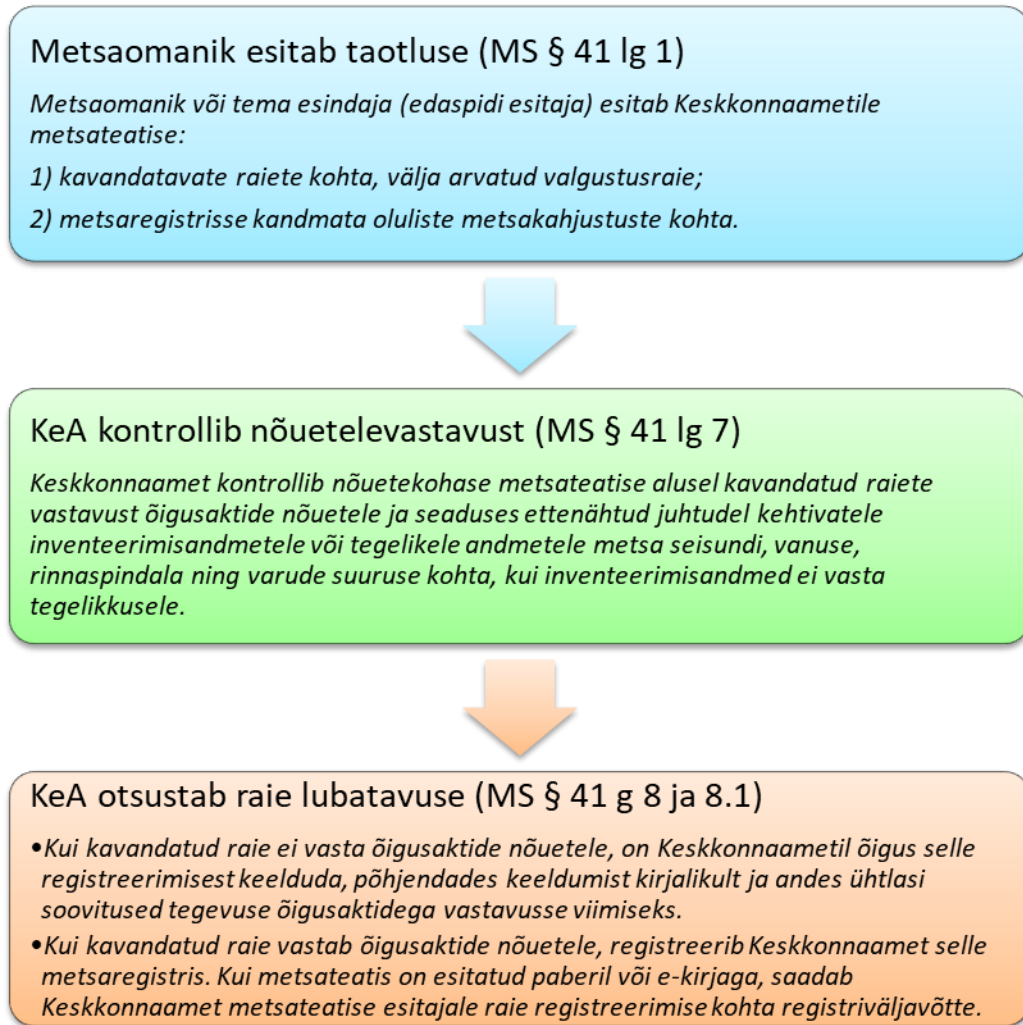 Metsaomanik esitab taotluse (MS § 41 lg 1)
Metsaomanik või tema esindaja (edaspidi esitaja) esitab Keskkonnaametile
metsateatise:
1) kavandatavate raiete kohta, välja arvatud valgustusraie;
2) metsaregistrisse kandmata oluliste metsakahjustuste kohta.
KeA kontrollib nõuetelevastavust (MS § 41 lg 7)
Keskkonnaamet kontrollib nõuetekohase metsateatise alusel kavandatud raiete
vastavust õigusaktide nõuetele ja seaduses ettenähtud juhtudel kehtivatele
inventeerimisandmetele või tegelikele andmetele metsa seisundi, vanuse,
rinnaspindala ning varude suuruse kohta, kui inventeerimisandmed ei vasta
tegelikkusele.
KeA otsustab raie lubatavuse (MS § 41 g 8 ja 8.1)
•Kui kavandatud raie ei vasta õigusaktide nõuetele, on Keskkonnaametil õigus selle
registreerimisest keelduda, põhjendades keeldumist kirjalikult ja andes ühtlasi
soovitused tegevuse õigusaktidega vastavusse viimiseks.
•Kui kavandatud raie vastab õigusaktide nõuetele, registreerib Keskkonnaamet selle
metsaregistris. Kui metsateatis on esitatud paberil või e-kirjaga, saadab
Keskkonnaamet metsateatise esitajale raie registreerimise kohta registriväljavõtte.